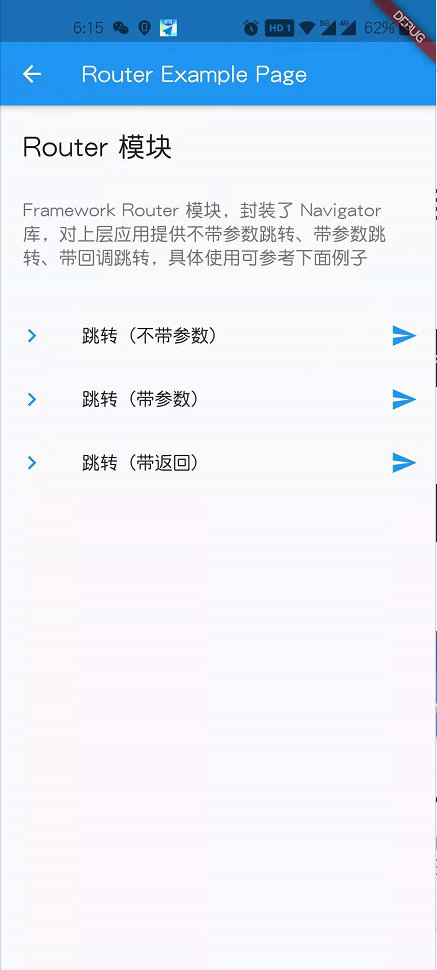 6:15
HD 1
5G
4G
62%
DEBUG
Router Example Page
Router 模块
Framework Router 模块，封装了 Navigator
库，对上层应用提供不带参数跳转、带参数跳
转、带回调跳转，具体使用可参考下面例子
跳转（不带参数）
跳转（带参数）
跳转（带返回）